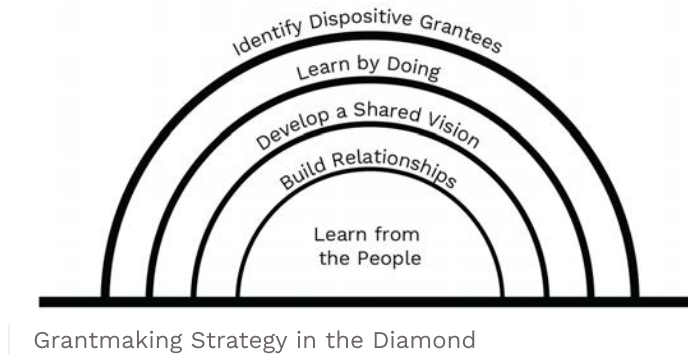 Identify Dispositive Grantees
Learn by Doing
Develop a Shared Vision
Build Relationships
Learn from
the People
Grantmaking Strategy in the Diamond